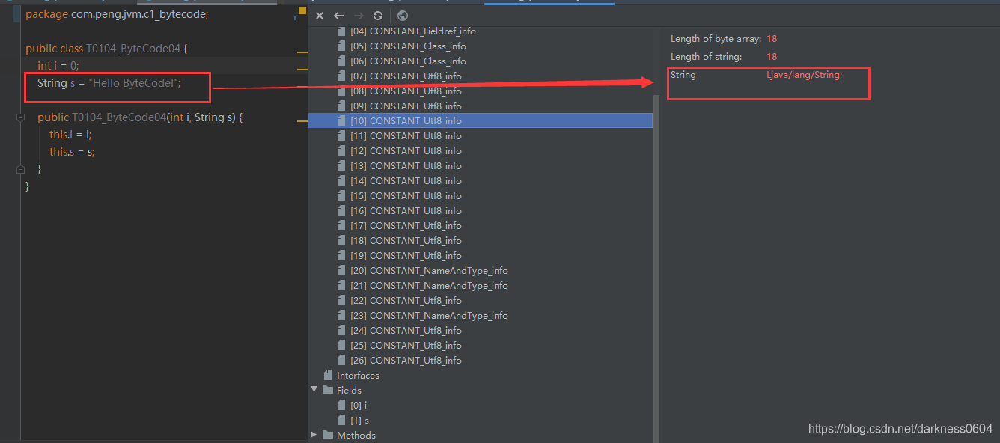 package com.peng.jvm.c1_bytecode;
public class T0104_ByteCode04 {
int i = 0;
String s = "Hello ByteCode!";
public T0104_ByteCode04(int i, String s) {
this.i = i;
this.s = s;
}
}
[04] CONSTANT_Fieldref_info
[05] CONSTANT_Class_info
[06] CONSTANT_Class_info
[07] CONSTANT_Utf8_info
[08] CONSTANT_Utf8_info
[09] CONSTANT_Utf8_info
[10] CONSTANT_Utf8_info
[11] CONSTANT_Utf8_info
[12] CONSTANT_Utf8_info
[13] CONSTANT_Utf8_info
[14] CONSTANT_Utf8_info
[15] CONSTANT_Utf8_info
[16] CONSTANT_Utf8_info
[17] CONSTANT_Utf8_info
[18] CONSTANT_Utf8_info
[19] CONSTANT_Utf8_info
[20] CONSTANT_NameAndType_info
[21] CONSTANT_NameAndType_info
[22] CONSTANT_Utf8_info
[23] CONSTANT_NameAndType_info
[24] CONSTANT_Utf8_info
[25] CONSTANT_Utf8_info
[26] CONSTANT_Utf8_info
Interfaces
Fields
[0] i
[1] s
Methods
Length of byte array: 18
Length of string: 18
String Ljava/lang/String;
https://blog.csdn.net/darkness0604